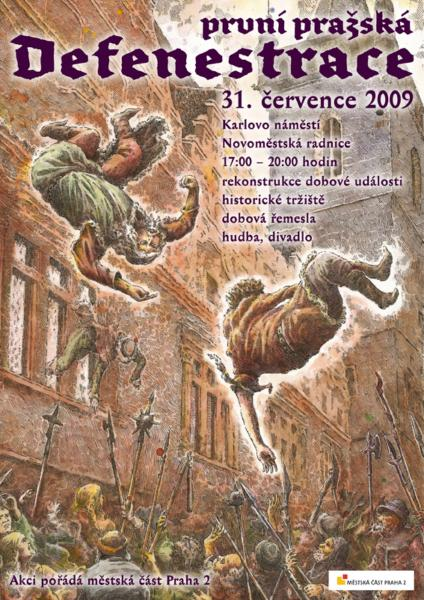 první pražská
Defenestrace
31. července 2009
Karlovo náměstí
Novoměstská radnice
17:00 – 20:00 hodin
rekonstrukce dobové události
historické tržiště
dobová řemesla
hudba, divadlo
Akci pořádá městská část Praha 2
MĚSTSKÁ ČÁST PRAHA 2